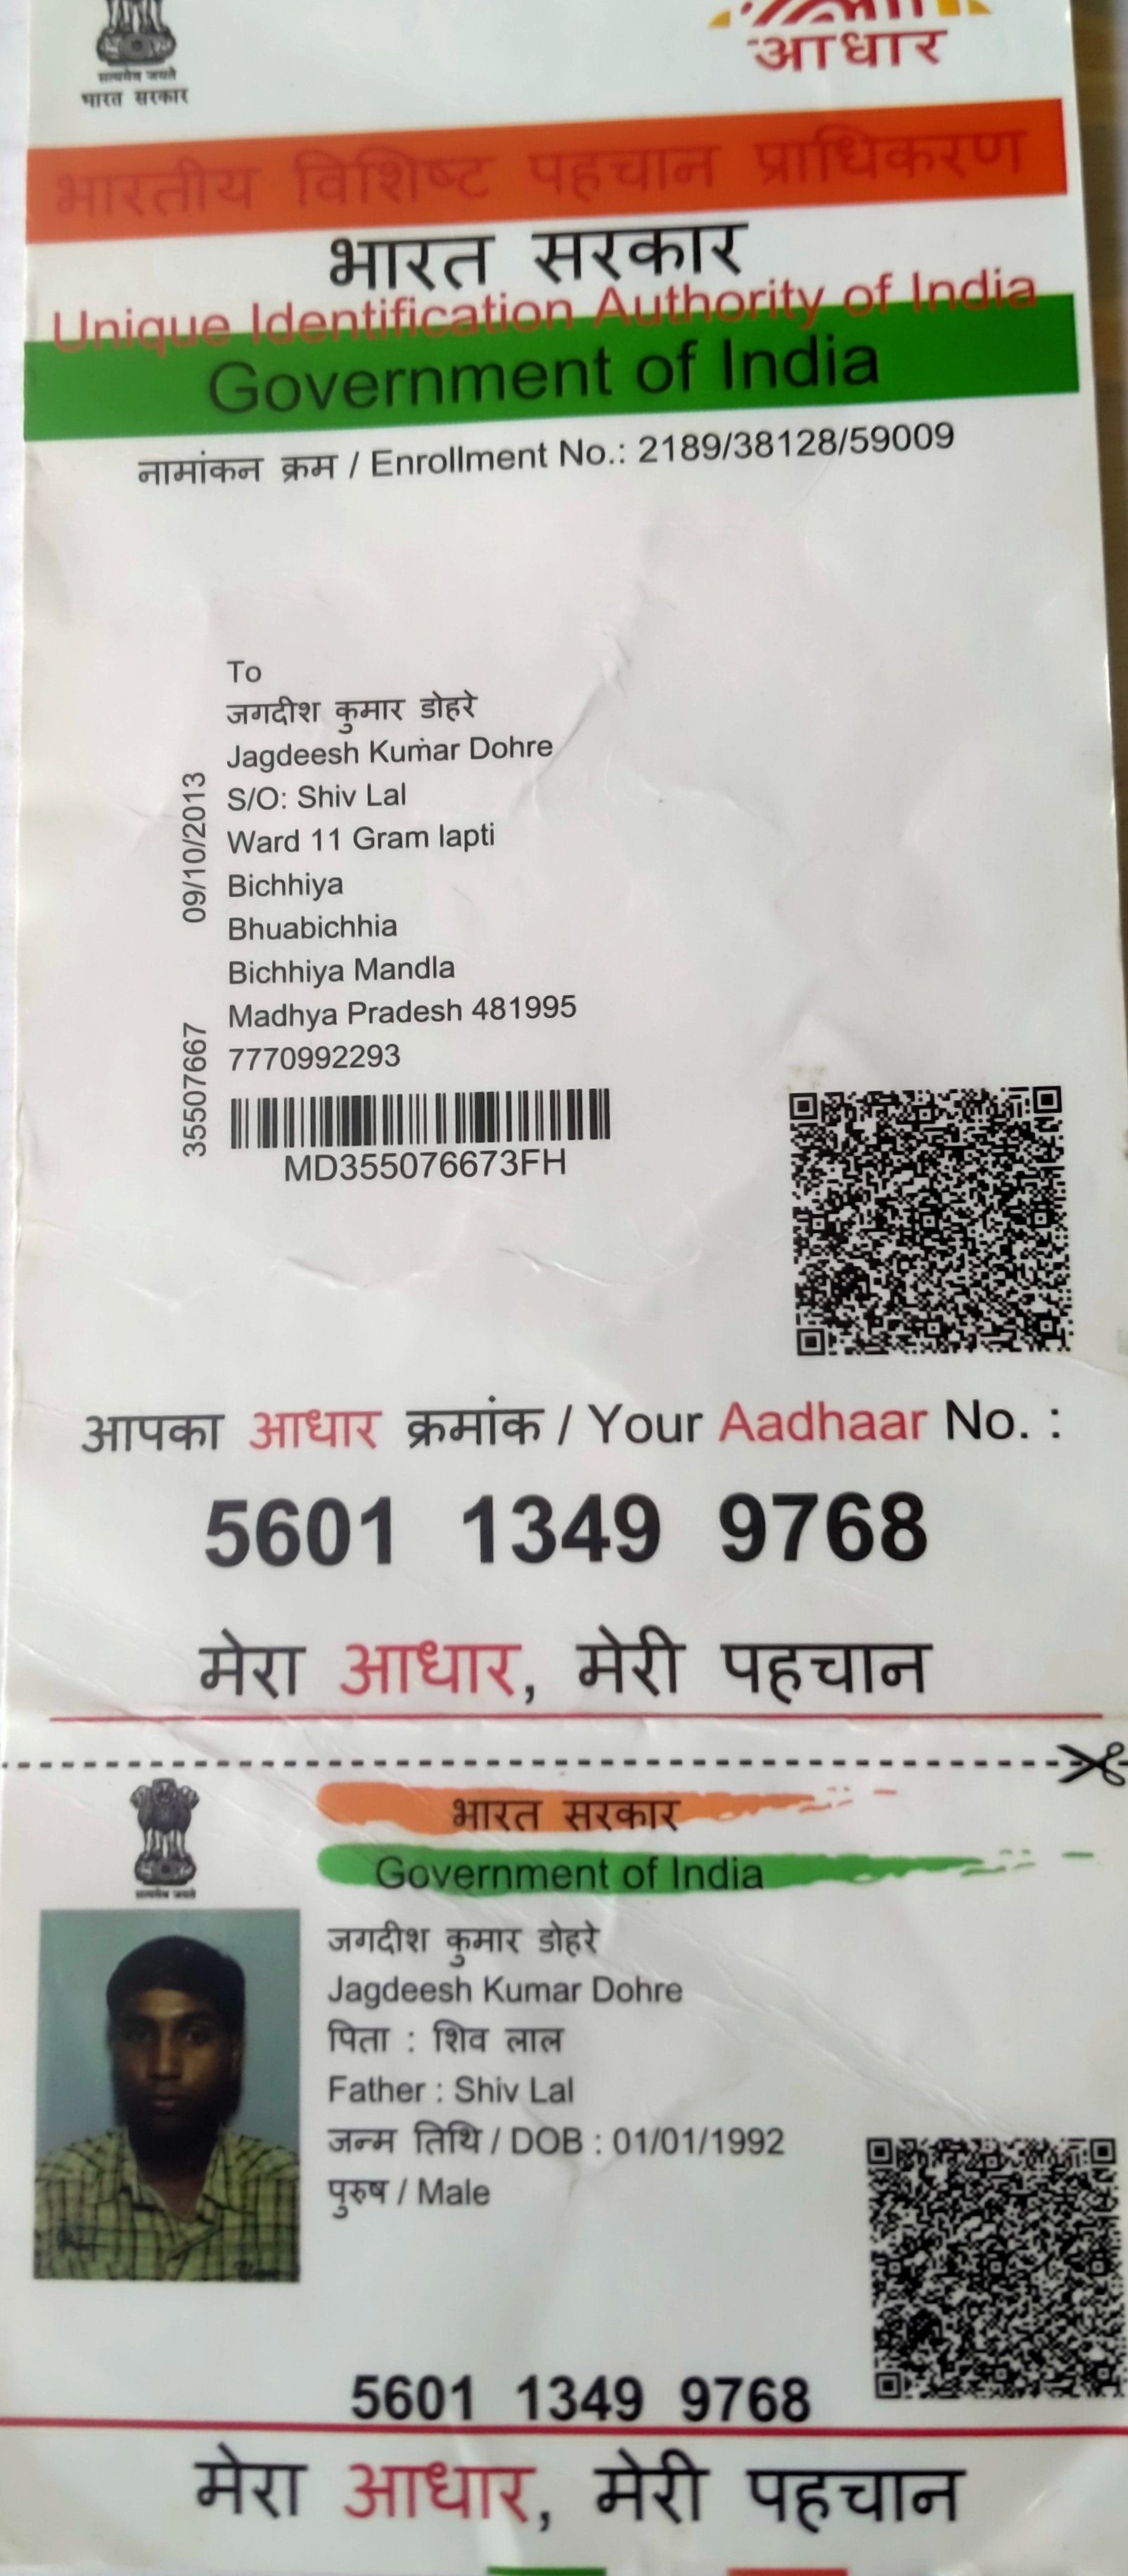 सत्यमेव जयते
भारत सरकार
आधार
भारतीय विशिष्ट पहचान प्राधिकरण
भारत सरकार
Unique Identification Authority of India
Government of India
नामांकन क्रम / Enrollment No.: 2189/38128/59009
To
जगदीश कुमार डोहरे
Jagdeesh Kumar Dohre
S/O: Shiv Lal
Ward 11 Gram lapti
Bichhiya
Bhuabichhia
Bichhiya Mandla
Madhya Pradesh 481995
7770992293
09/10/2013
35507667
MD355076673FH
आपका आधार क्रमांक / Your Aadhaar No. :
5601 1349 9768
मेरा आधार, मेरी पहचान
सत्यमेव जयते
भारत सरकार
Government of India
जगदीश कुमार डोहरे
Jagdeesh Kumar Dohre
पिता : शिव लाल
Father : Shiv Lal
जन्म तिथि / DOB : 01/01/1992
पुरुष / Male
5601 1349 9768
मेरा आधार, मेरी पहचान